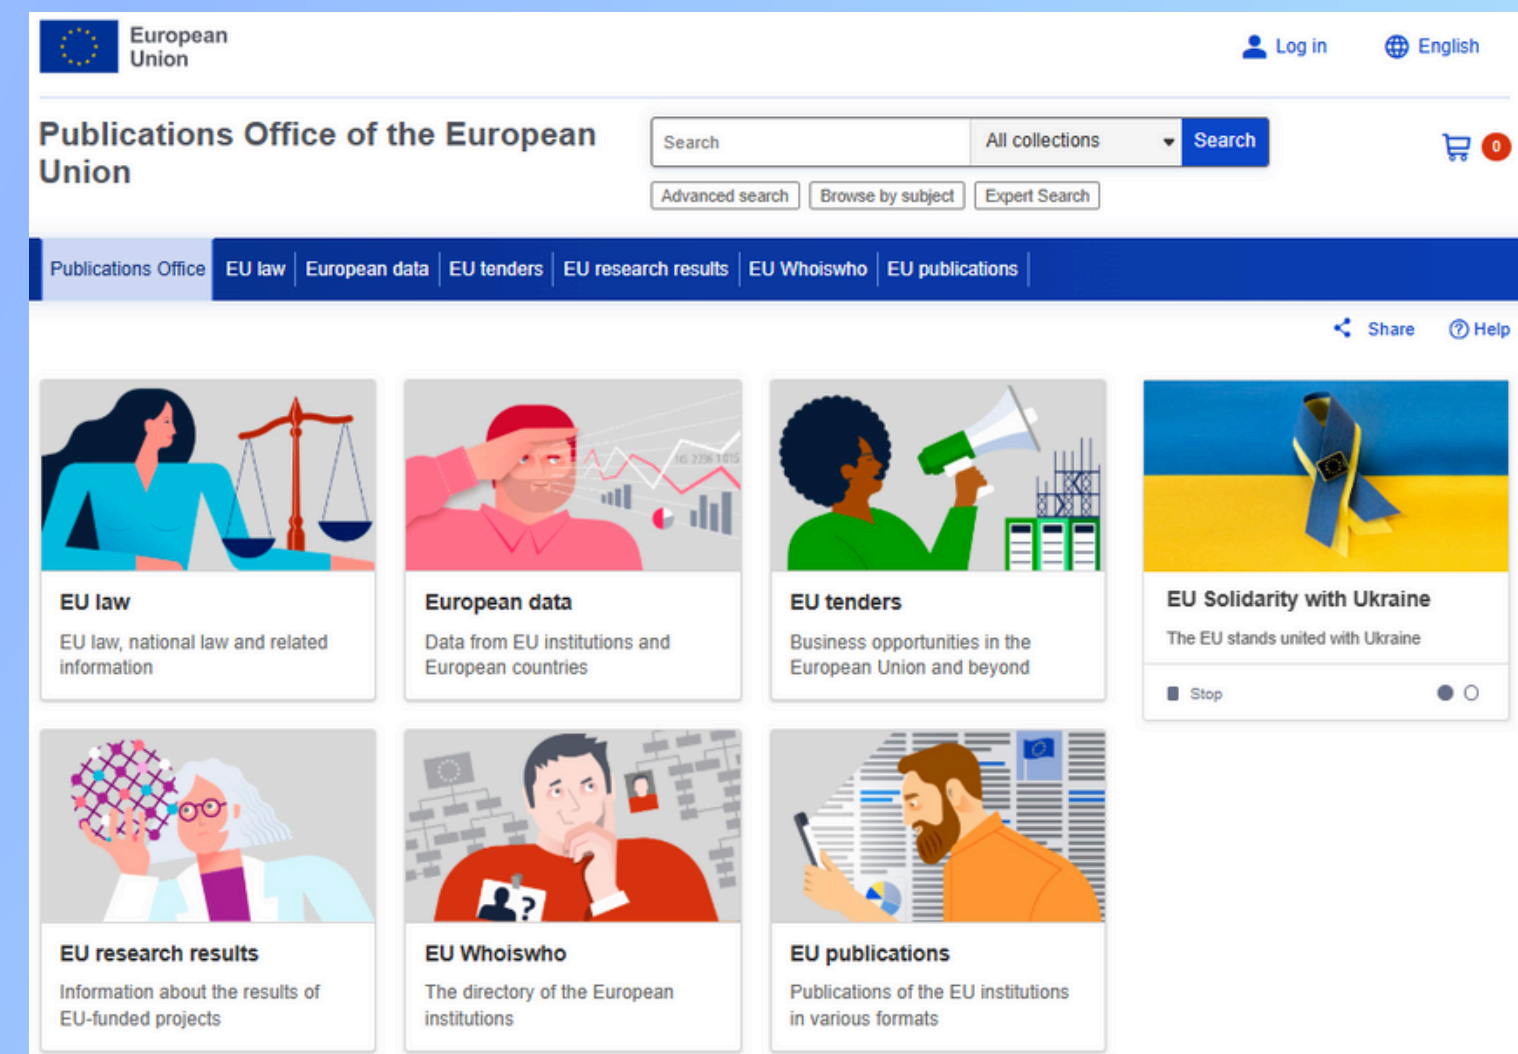 European
Union
Log in
English
Publications Office of the European
Union
Search
All collections
Search
0
Advanced search
Browse by subject
Expert Search
Publications Office
EU law
European data
EU tenders
EU research results
EU Whoiswho
EU publications
Share
? Help
145 2236 1 015
EU law
EU law, national law and related
information
European data
Data from EU institutions and
European countries
EU tenders
Business opportunities in the
European Union and beyond
EU Solidarity with Ukraine
The EU stands united with Ukraine
Stop
?
EU research results
Information about the results of
EU-funded projects
EU Whoiswho
The directory of the European
institutions
EU publications
Publications of the EU institutions
in various formats